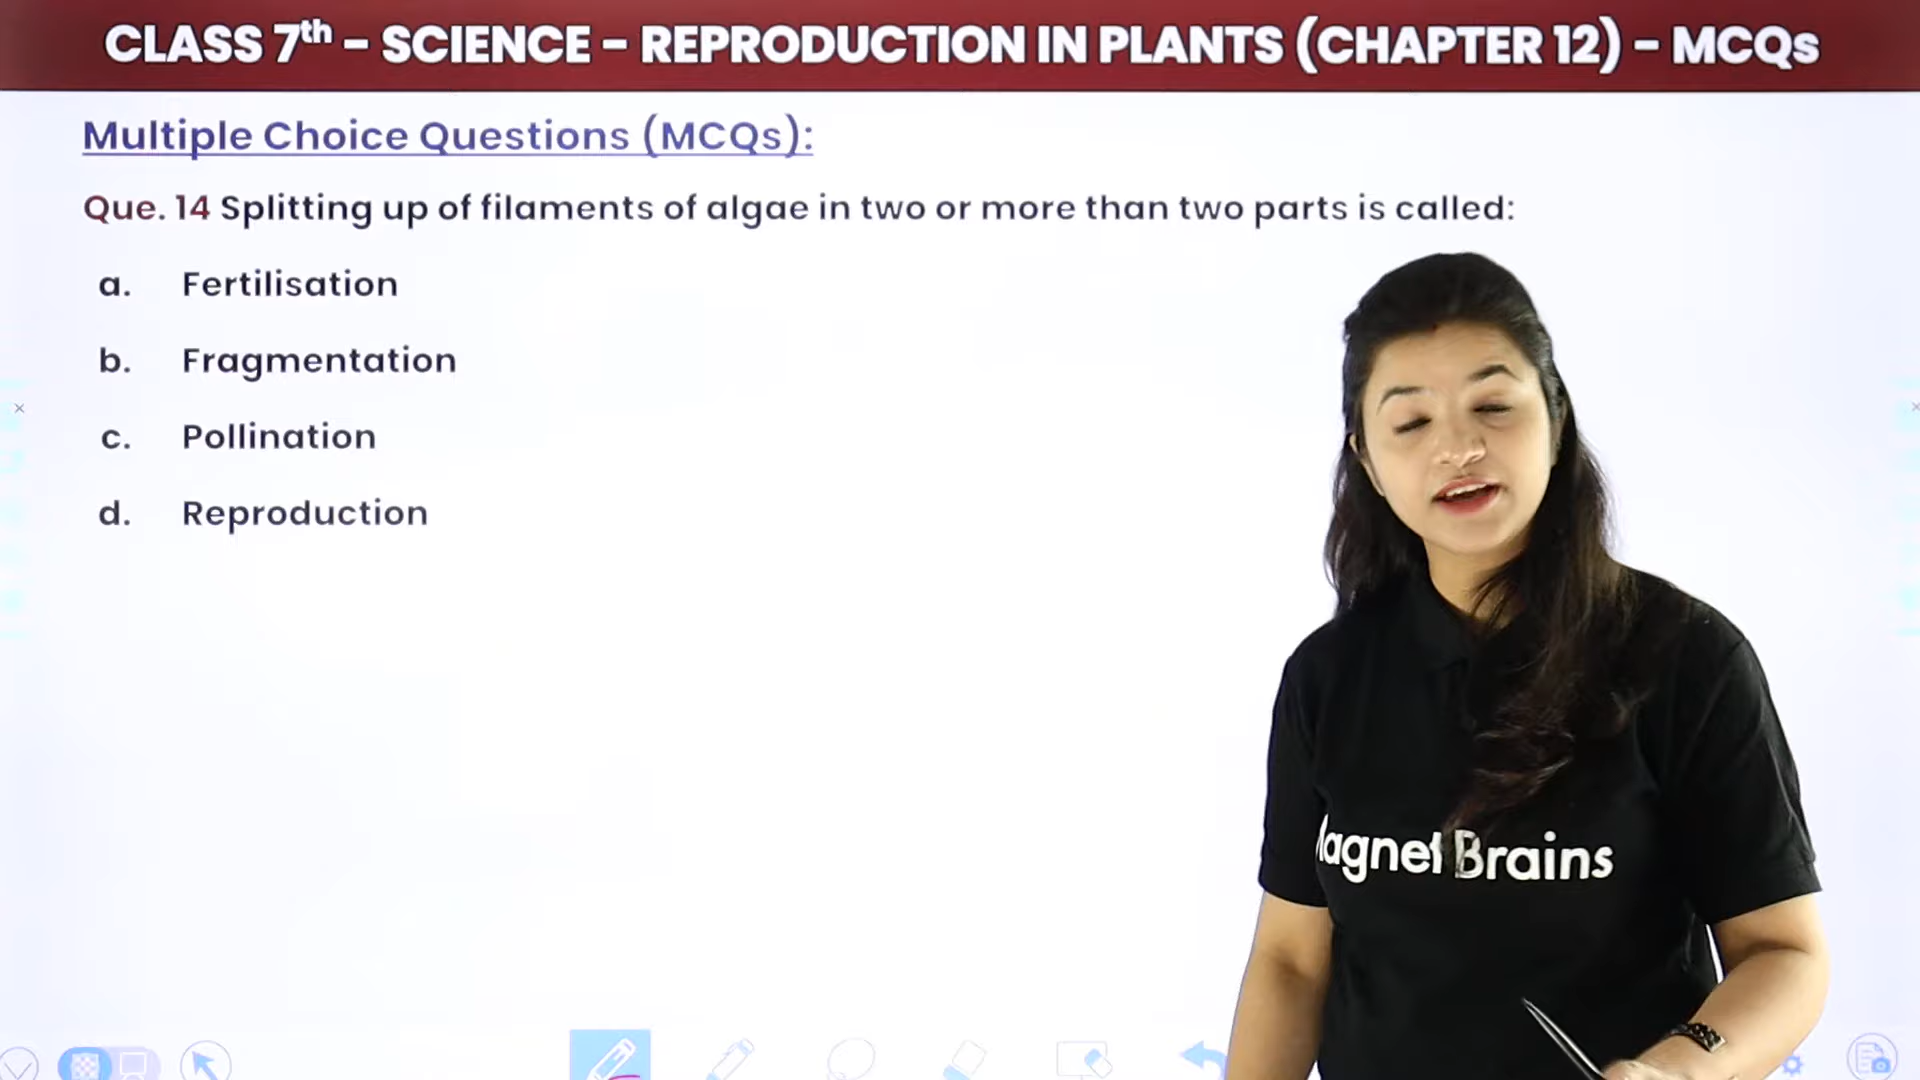 CLASS 7th – SCIENCE – REPRODUCTION IN PLANTS (CHAPTER 12) – MCQs
Multiple Choice Questions (MCQs):
Que. 14 Splitting up of filaments of algae in two or more than two parts is called:
a. Fertilisation
b. Fragmentation
c. Pollination
d. Reproduction
Magnet Brains